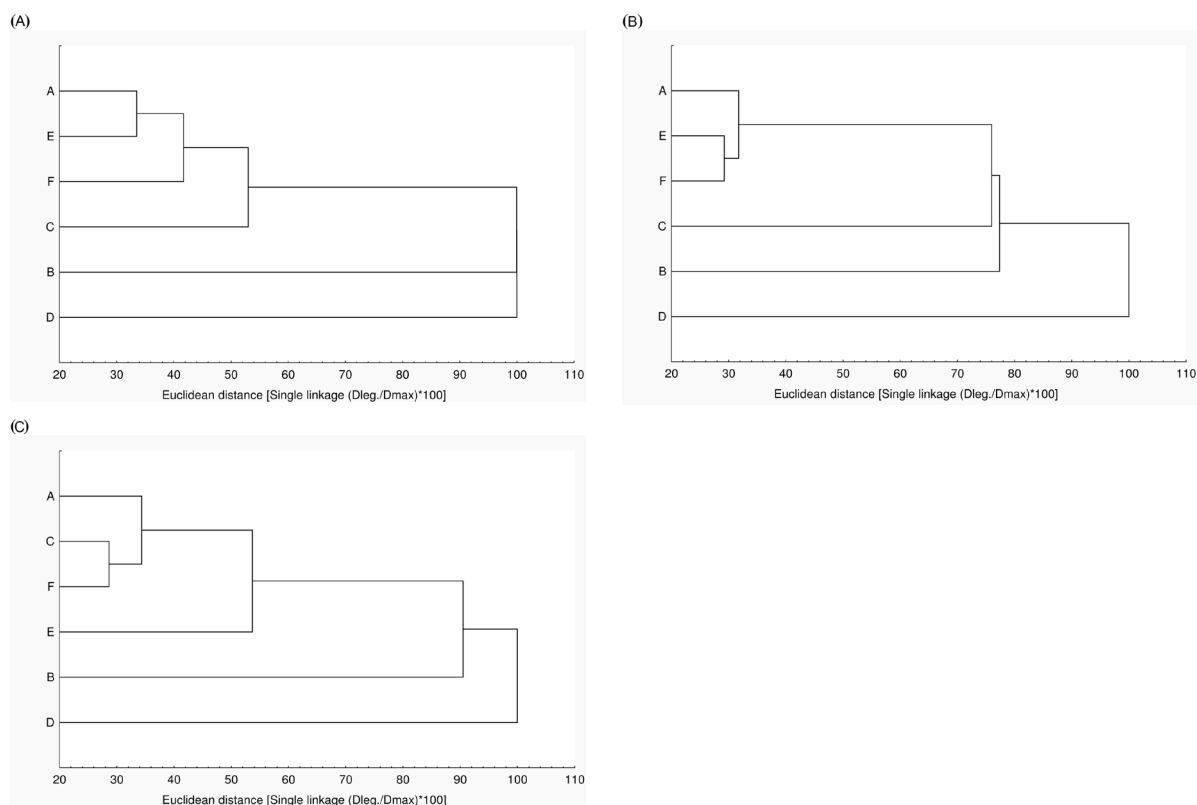 (A)
A
E
F
C
B
D
20 30 40 50 60 70 80 90 100 110
Euclidean distance [Single linkage (Dleg./Dmax)*100]
(B)
A
E
F
C
B
D
20 30 40 50 60 70 80 90 100 110
Euclidean distance [Single linkage (Dleg./Dmax)*100]
(C)
A
C
F
E
B
D
20 30 40 50 60 70 80 90 100 110
Euclidean distance [Single linkage (Dleg./Dmax)*100]